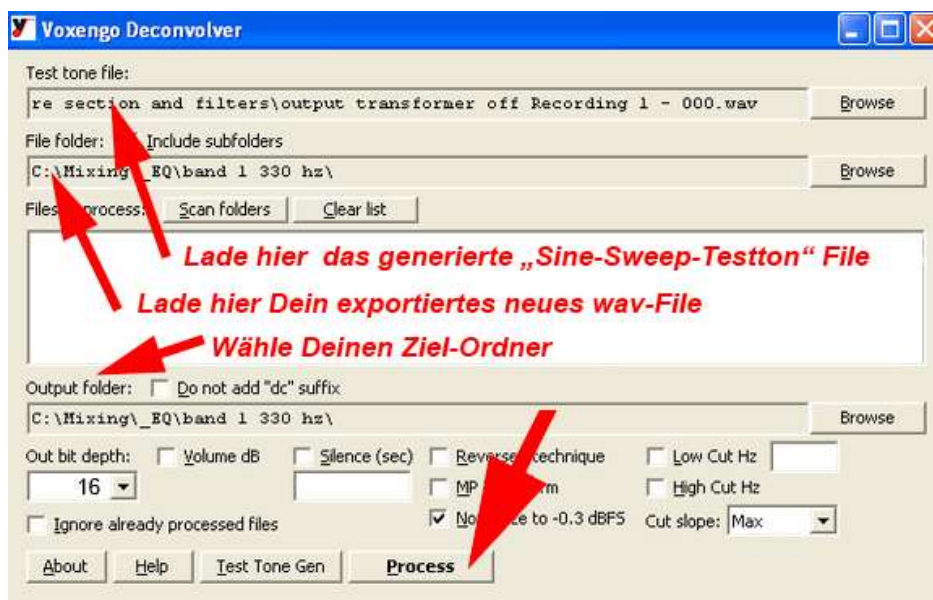 Voxengo Deconvolver
Test tone file:
re section and filters\output transformer off Recording 1 - 000.wav
Browse
File folder: Include subfolders
C:\Mixing\_EQ\band 1 330 hz\
Browse
Files process: Scan folders Clear list
Lade hier das generierte „Sine-Sweep-Testton“ File
Lade hier Dein exportiertes neues wav-File
Wähle Deinen Ziel-Ordner
Output folder: Do not add "dc" suffix
C:\Mixing\_EQ\band 1 330 hz\
Browse
Out bit depth: Volume dB Silence (sec) Reverse technique Low Cut Hz
16 MP High Cut Hz
Ignore already processed files Normalize to -0.3 dBFS Cut slope: Max
About Help Test Tone Gen Process